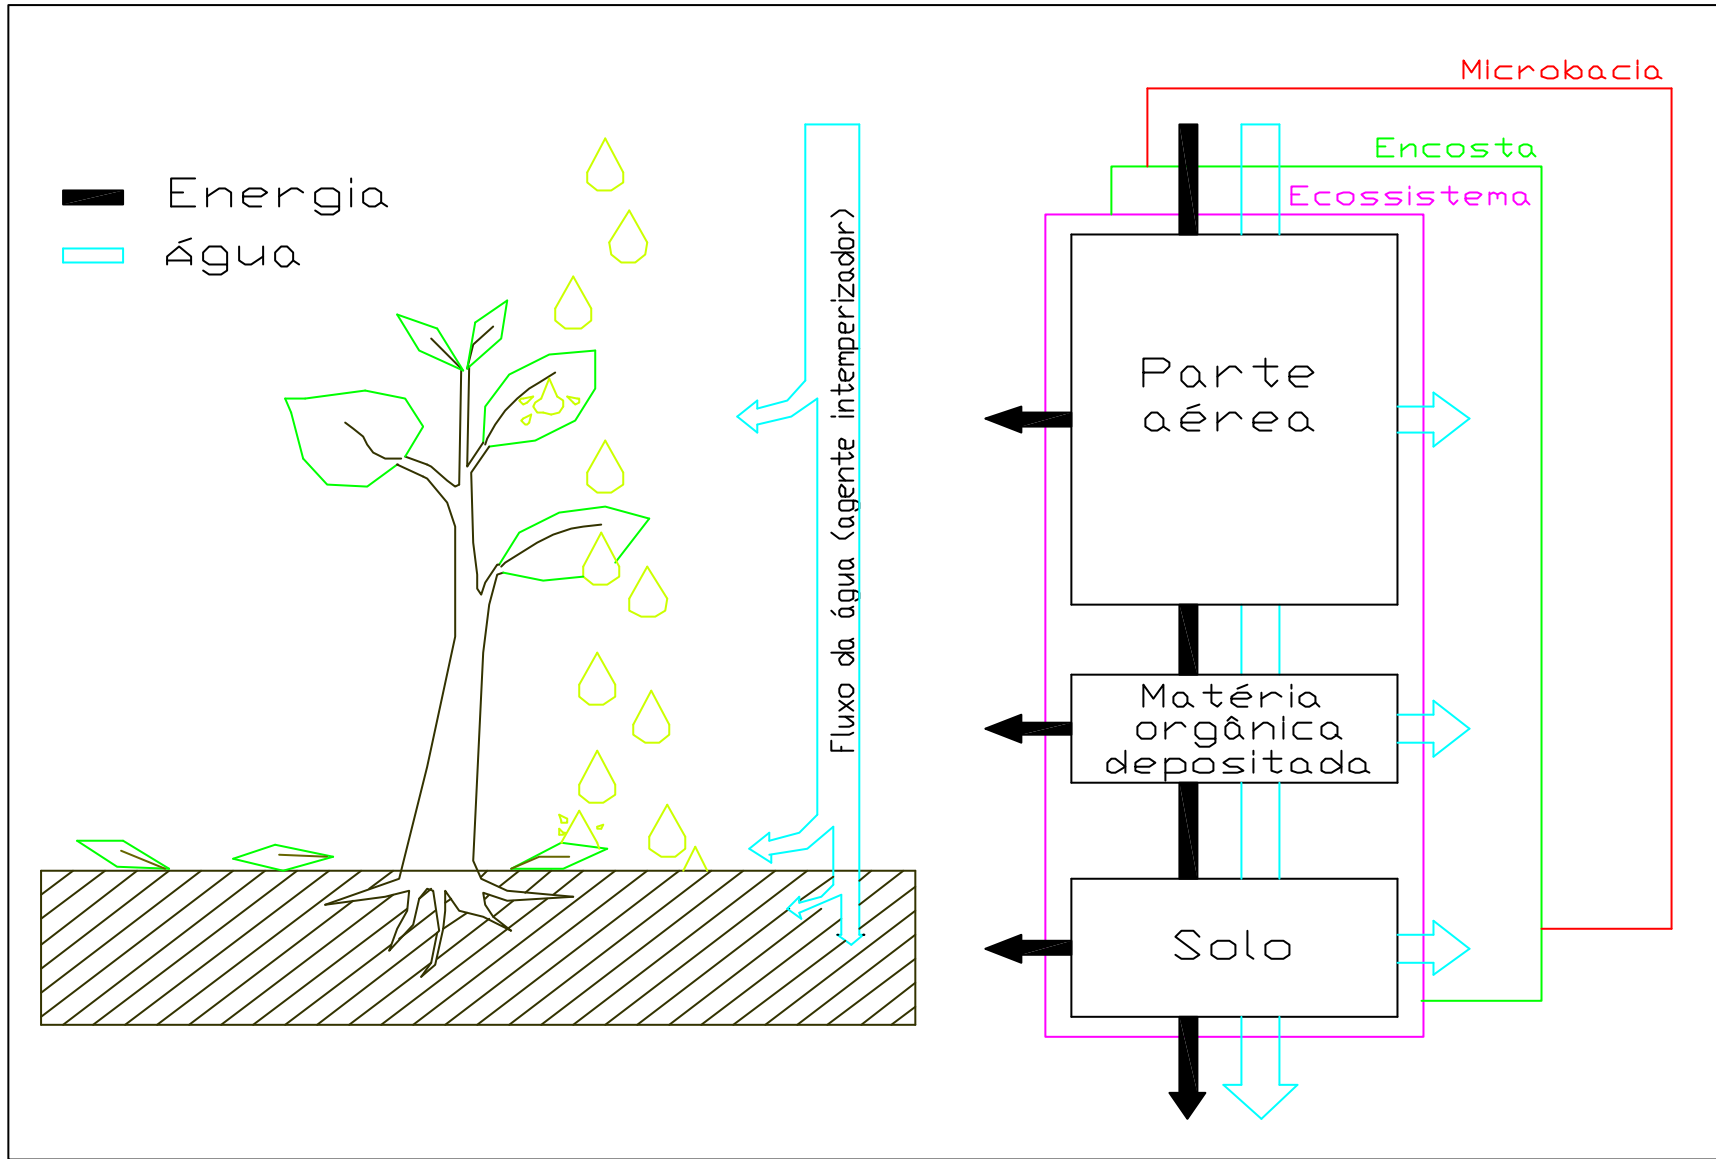 Energia
Água
Fluxo da água (agente intemperizador)
Microbacia
Encosta
Ecossistema
Parte
aérea
Matéria
orgânica
depositada
Solo